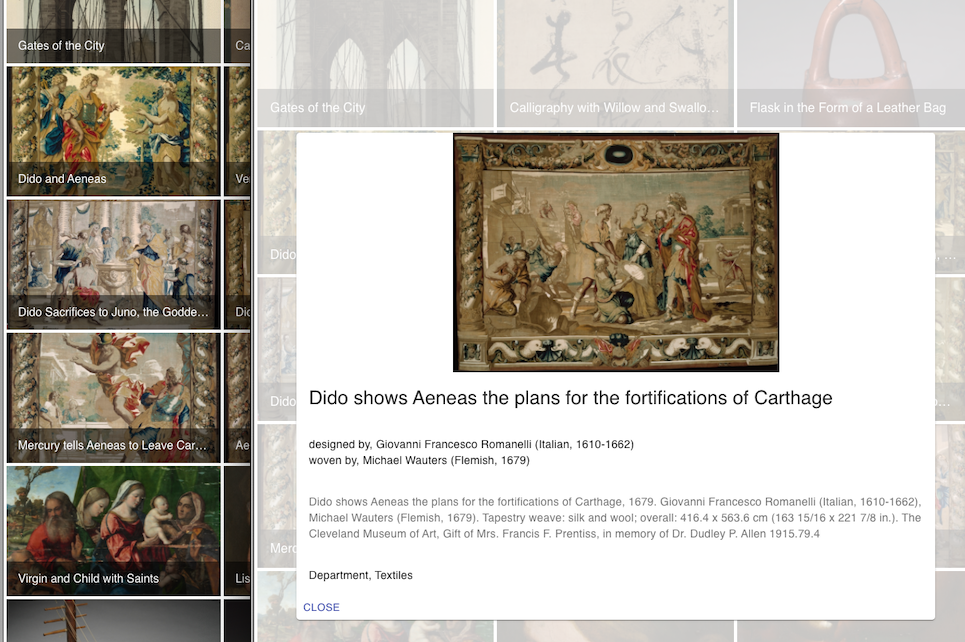 Gates of the City
Ca
Dido and Aeneas
Ve
Dido Sacrifices to Juno, the Godde…
Did
Mercury tells Aeneas to Leave Car…
Ae
Virgin and Child with Saints
Lis
Gates of the City
Calligraphy with Willow and Swallo…
Flask in the Form of a Leather Bag
Dido
, …
Dido
o…
Merc
Dido shows Aeneas the plans for the fortifications of Carthage
designed by, Giovanni Francesco Romanelli (Italian, 1610-1662)
woven by, Michael Wauters (Flemish, 1679)
Dido shows Aeneas the plans for the fortifications of Carthage, 1679. Giovanni Francesco Romanelli (Italian, 1610-1662),
Michael Wauters (Flemish, 1679). Tapestry weave: silk and wool; overall: 416.4 x 563.6 cm (163 15/16 x 221 7/8 in.). The
Cleveland Museum of Art, Gift of Mrs. Francis F. Prentiss, in memory of Dr. Dudley P. Allen 1915.79.4
Department, Textiles
CLOSE